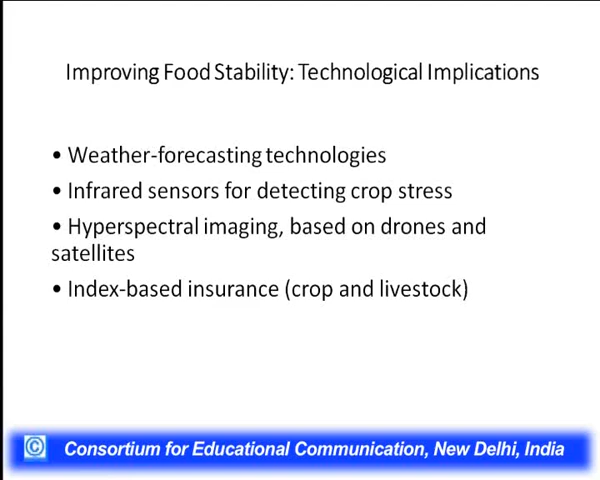 Improving Food Stability: Technological Implications
• Weather-forecasting technologies
• Infrared sensors for detecting crop stress
• Hyperspectral imaging, based on drones and
satellites
• Index-based insurance (crop and livestock)
© Consortium for Educational Communication, New Delhi, India